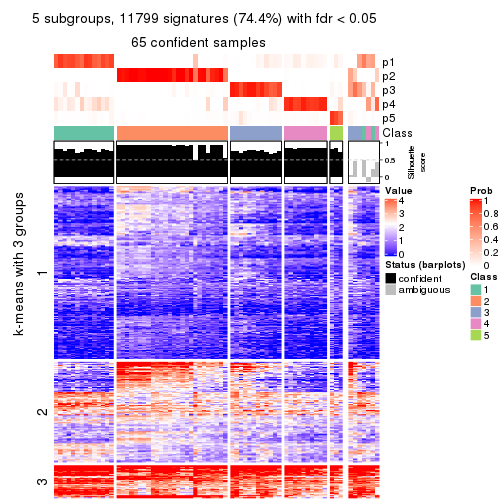 5 subgroups, 11799 signatures (74.4%) with fdr < 0.05
65 confident samples
p1
p2
p3
p4
p5
Class
1
0.5
0
Silhouette
score
k-means with 3 groups
1
2
3
Value
4
3
2
1
0
Status (barplots)
confident
ambiguous
Prob
1
0.8
0.6
0.4
0.2
0
Class
1
2
3
4
5